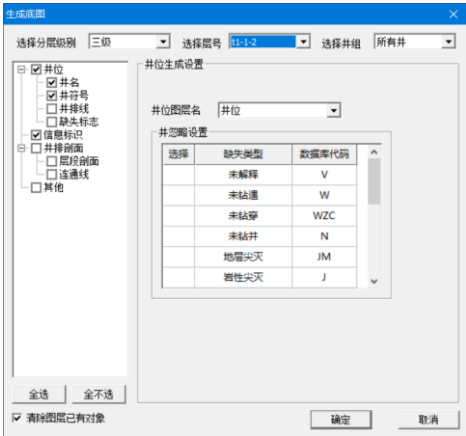 生成底图
选择分层级别 三级 选择层号 t1-1-2 选择井组 所有井
井位
井名
井符号
井排线
缺失标志
信息标识
井排剖面
层段剖面
连通线
其他
井位生成设置
井位图层名 井位
井忽略设置
选择 缺失类型 数据库代码
未解释 V
未钻遇 W
未钻穿 WZC
未钻井 N
地层尖灭 JM
岩性尖灭 J
全选 全不选
清除图层已有对象
确定 取消